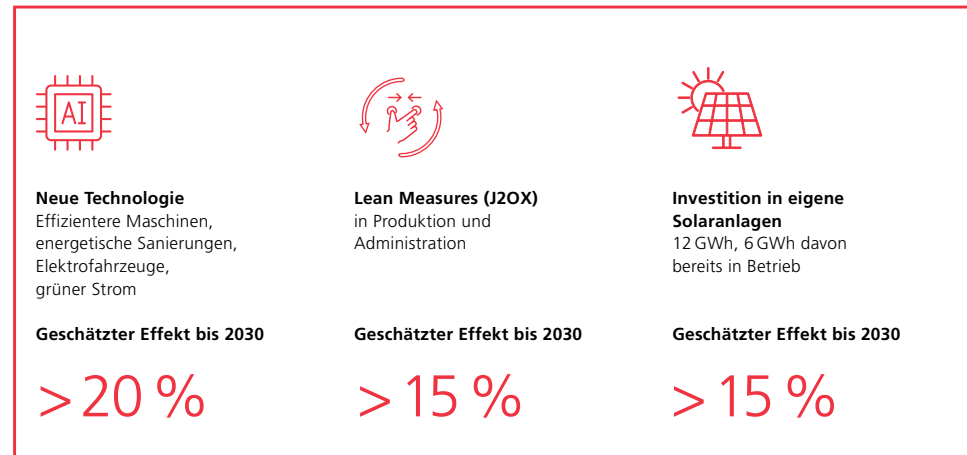 AI
Neue Technologie
Effizientere Maschinen,
energetische Sanierungen,
Elektrofahrzeuge,
grüner Strom
Geschätzter Effekt bis 2030
> 20 %
Lean Measures (J2OX)
in Produktion und
Administration
Geschätzter Effekt bis 2030
> 15 %
Investition in eigene
Solaranlagen
12 GWh, 6 GWh davon
bereits in Betrieb
Geschätzter Effekt bis 2030
> 15 %